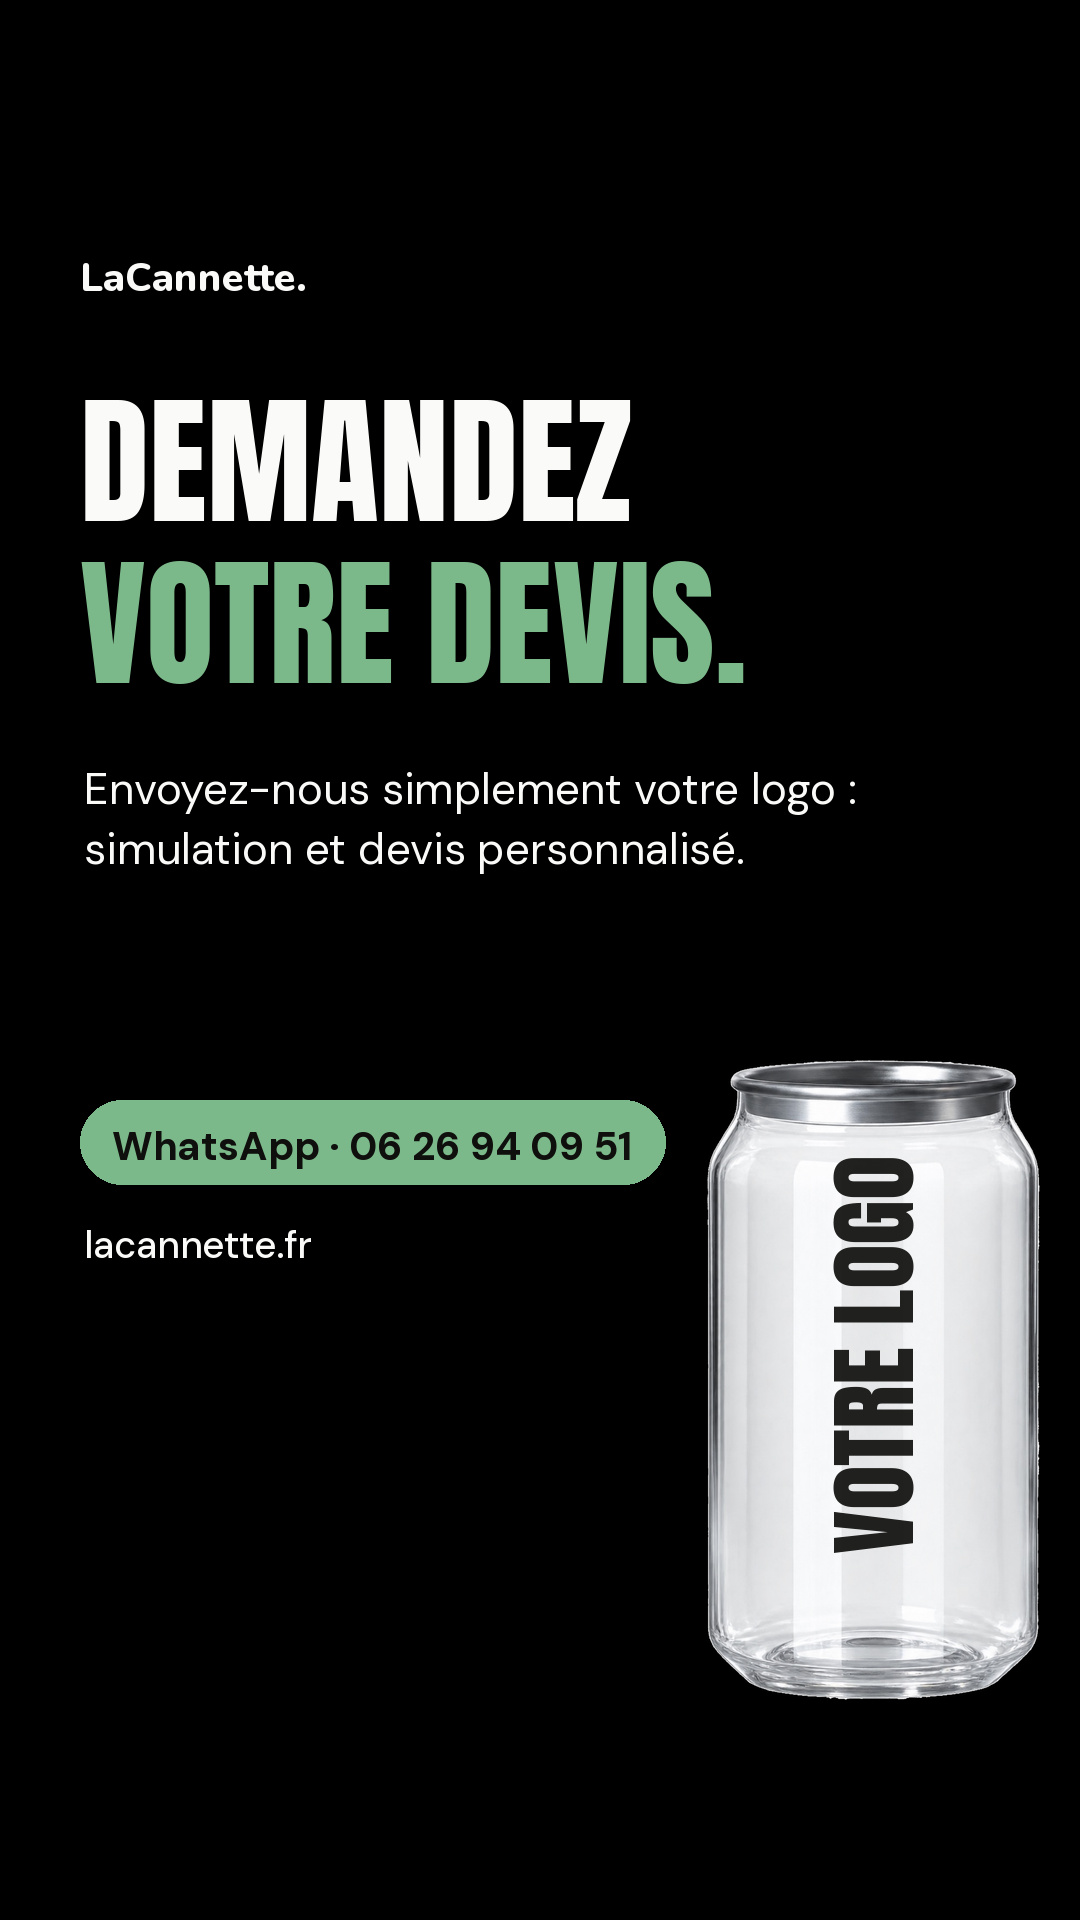 LaCannette.
DEMANDEZ
VOTRE DEVIS.
Envoyez-nous simplement votre logo :
simulation et devis personnalisé.
WhatsApp · 06 26 94 09 51
lacannette.fr
VOTRE LOGO